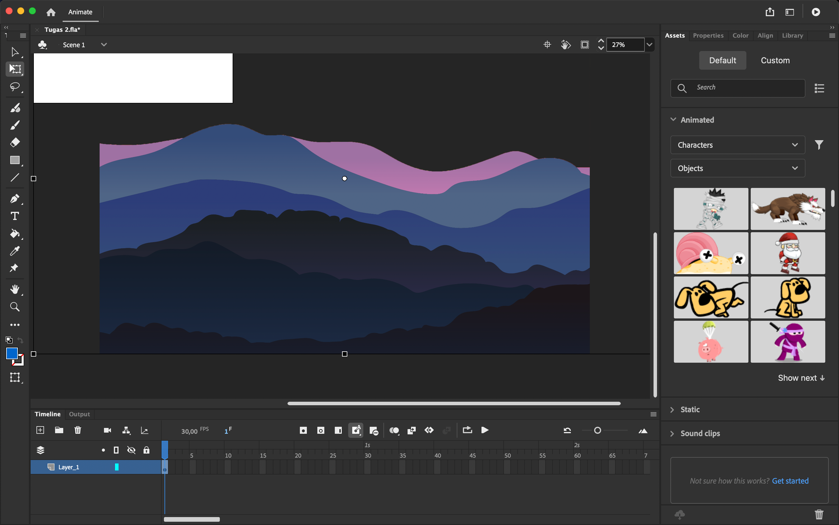 Animate
Tugas 2.fla*
Scene 1
27%
Assets Properties Color Align Library
Default Custom
Search
Animated
Characters
Objects
Show next ↓
Static
Sound clips
Not sure how this works? Get started
Timeline Output
30,00 FPS 1 F
1s 2s
5 10 15 20 25 30 35 40 45 50 55 60 65 7
Layer_1
T